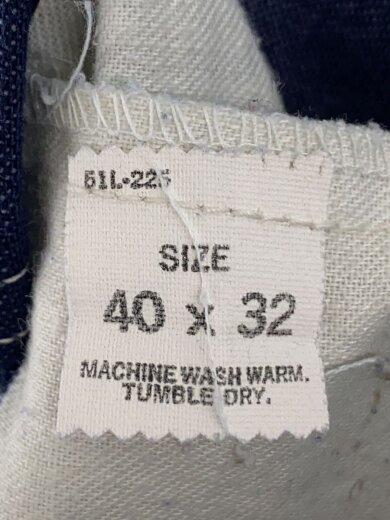 51L-225
SIZE
40 x 32
MACHINE WASH WARM.
TUMBLE DRY.